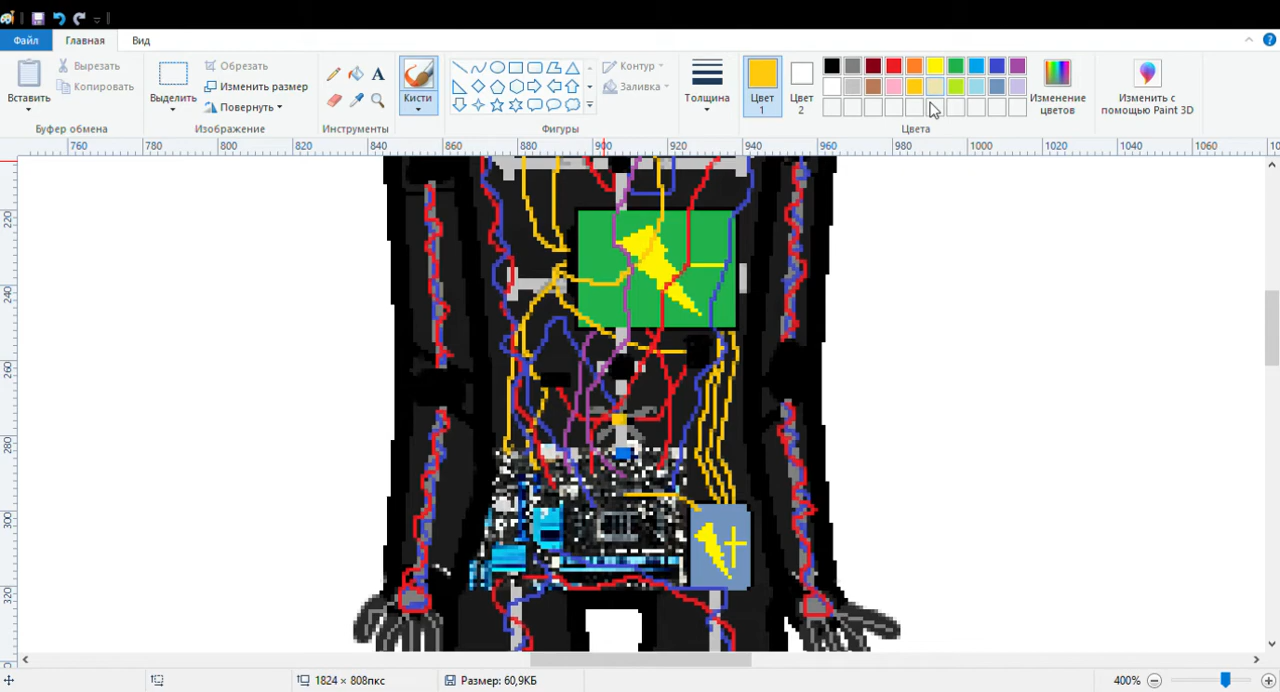 Файл
Главная
Вид
Вставить
Вырезать
Копировать
Буфер обмена
Выделить
Обрезать
Изменить размер
Повернуть
Изображение
A
Инструменты
Кисти
Контур
Заливка
Фигуры
Толщина
Цвет
1
Цвет
2
Цвета
Изменение
цветов
Изменить с
помощью Paint 3D
760 780 800 820 840 860 880 900 920 940 960 980 1000 1020 1040 1060 10
220
240
260
280
300
320
1824 × 808пкс
Размер: 60,9КБ
400%